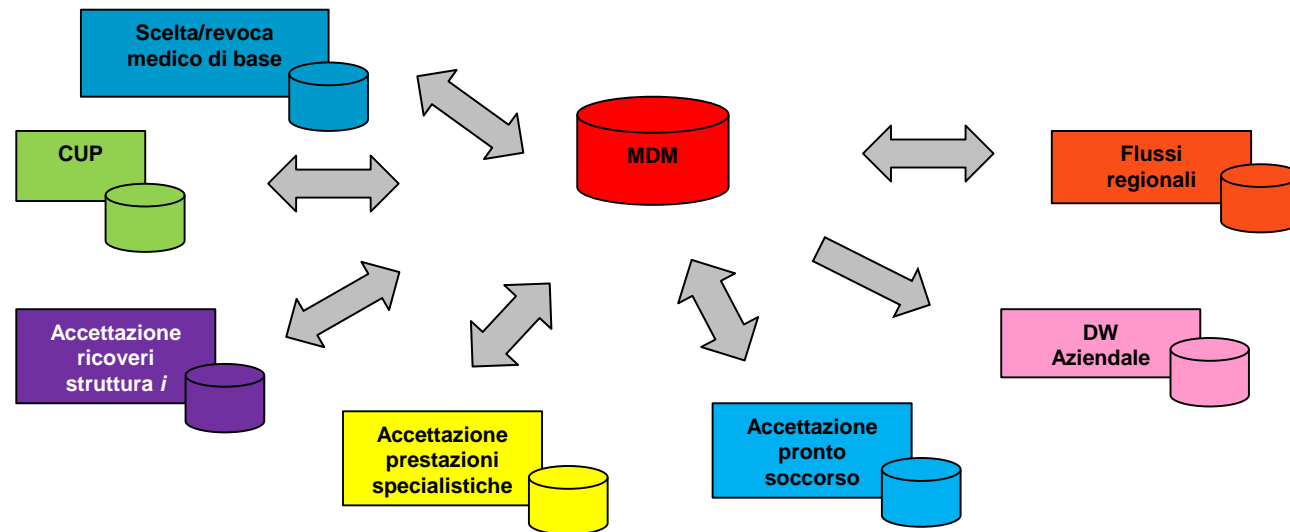 Scelta/revoca
medico di base
CUP
MDM
Flussi
regionali
Accettazione
ricoveri
struttura i
DW
Aziendale
Accettazione
prestazioni
specialistiche
Accettazione
pronto
soccorso